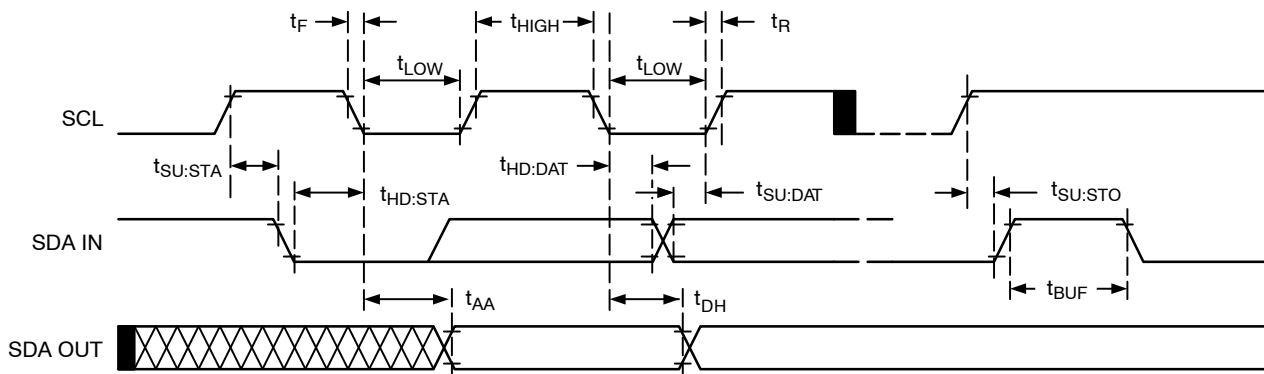 tF
tHIGH
tR
tLOW
tLOW
SCL
tSU:STA
tHD:STA
tHD:DAT
tSU:DAT
tSU:STO
SDA IN
tBUF
tAA
tDH
SDA OUT